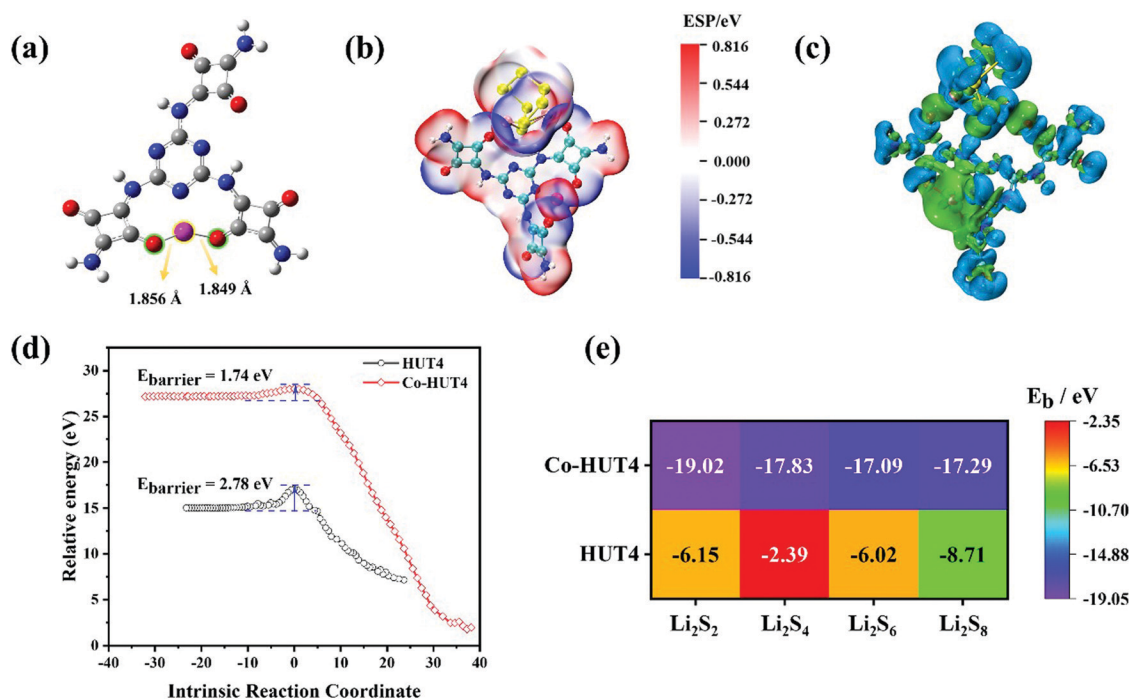 (a)
1.856 Å
1.849 Å
(b)
ESP/eV
0.816
0.544
0.272
0.000
-0.272
-0.544
-0.816
(c)
(d)
Relative energy (eV)
30
25
20
15
10
5
0
E_barrier = 1.74 eV
E_barrier = 2.78 eV
HUT4
Co-HUT4
-40 -30 -20 -10 0 10 20 30 40
Intrinsic Reaction Coordinate
(e)
Co-HUT4 -19.02 -17.83 -17.09 -17.29
HUT4 -6.15 -2.39 -6.02 -8.71
Li₂S₂ Li₂S₄ Li₂S₆ Li₂S₈
E_b / eV
-2.35
-6.53
-10.70
-14.88
-19.05